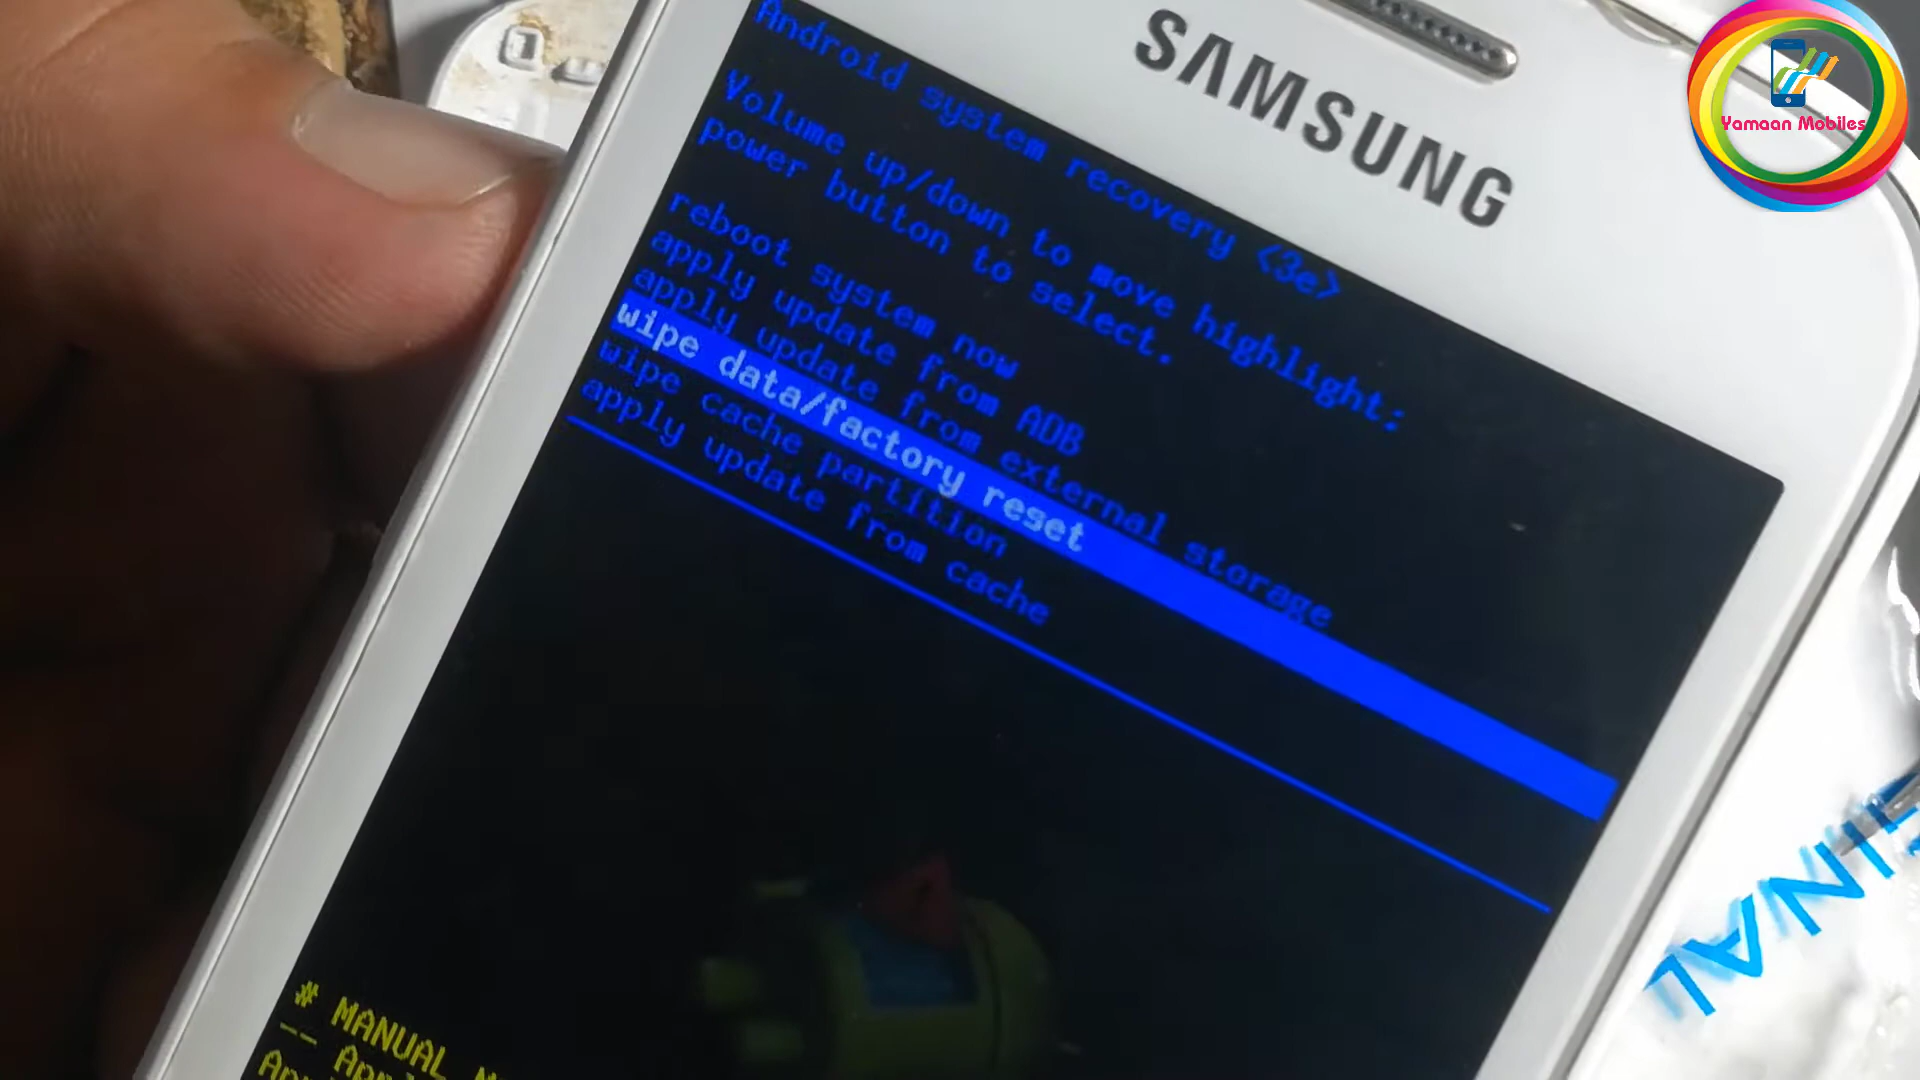 SAMSUNG
Yamaan Mobiles
Android system recovery <3e>
Volume up/down to move highlight;
power button to select.
reboot system now
apply update from ADB
apply update from external storage
wipe data/factory reset
wipe cache partition
apply update from cache
# MANUAL
--
INAL